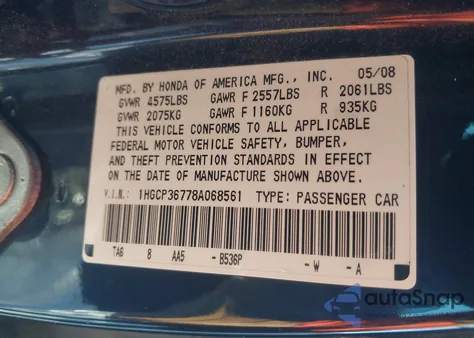 MFD. BY HONDA OF AMERICA MFG., INC. 05/08
GVWR 4575LBS GAWR F 2557LBS R 2061LBS
GVWR 2075KG GAWR F 1160KG R 935KG
THIS VEHICLE CONFORMS TO ALL APPLICABLE
FEDERAL MOTOR VEHICLE SAFETY, BUMPER,
AND THEFT PREVENTION STANDARDS IN EFFECT
ON THE DATE OF MANUFACTURE SHOWN ABOVE.
V.I.N. 1HGCP36778A068561 TYPE: PASSENGER CAR
TA6 8 AA5 -B536P -W -A
autoSnap